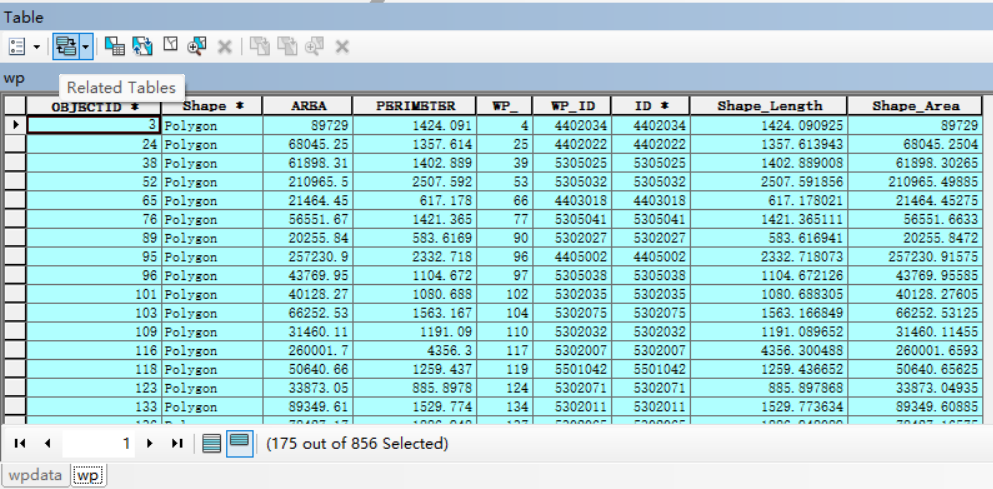 Table
wp
Related Tables
OBJECTID * Shape * AREA PERIMETER WP_ WP_ID ID * Shape_Length Shape_Area
3 Polygon 89729 1424.091 4 4402034 4402034 1424.090925 89729
24 Polygon 68045.25 1357.614 25 4402022 4402022 1357.613943 68045.2504
38 Polygon 61898.31 1402.889 39 5305025 5305025 1402.889008 61898.30265
52 Polygon 210965.5 2507.592 53 5305032 5305032 2507.591856 210965.49885
65 Polygon 21464.45 617.178 66 4403018 4403018 617.178021 21464.45275
76 Polygon 56551.67 1421.365 77 5305041 5305041 1421.365111 56551.6633
89 Polygon 20255.84 583.6169 90 5302027 5302027 583.616941 20255.8472
95 Polygon 257230.9 2332.718 96 4405002 4405002 2332.718073 257230.91575
96 Polygon 43769.95 1104.672 97 5305038 5305038 1104.672126 43769.95585
101 Polygon 40128.27 1080.688 102 5302035 5302035 1080.688305 40128.27605
103 Polygon 66252.53 1563.167 104 5302075 5302075 1563.166849 66252.53125
109 Polygon 31460.11 1191.09 110 5302032 5302032 1191.089652 31460.11455
116 Polygon 260001.7 4356.3 117 5302007 5302007 4356.300488 260001.6593
118 Polygon 50640.66 1259.437 119 5501042 5501042 1259.436652 50640.65625
123 Polygon 33873.05 885.8978 124 5302071 5302071 885.897868 33873.04935
133 Polygon 89349.61 1529.774 134 5302011 5302011 1529.773634 89349.60885
1 (175 out of 856 Selected)
wpdata wp